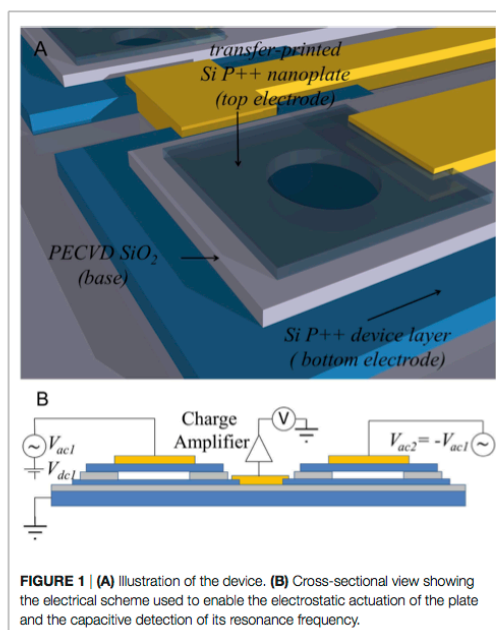 A
transfer-printed
Si P++ nanoplate
(top electrode)
PECVD SiO2
(base)
Si P++ device layer
( bottom electrode)
B
Charge
Amplifier
V
Vac1
Vdc1
Vac2= -Vac1
~
~
FIGURE 1 | (A) Illustration of the device. (B) Cross-sectional view showing
the electrical scheme used to enable the electrostatic actuation of the plate
and the capacitive detection of its resonance frequency.